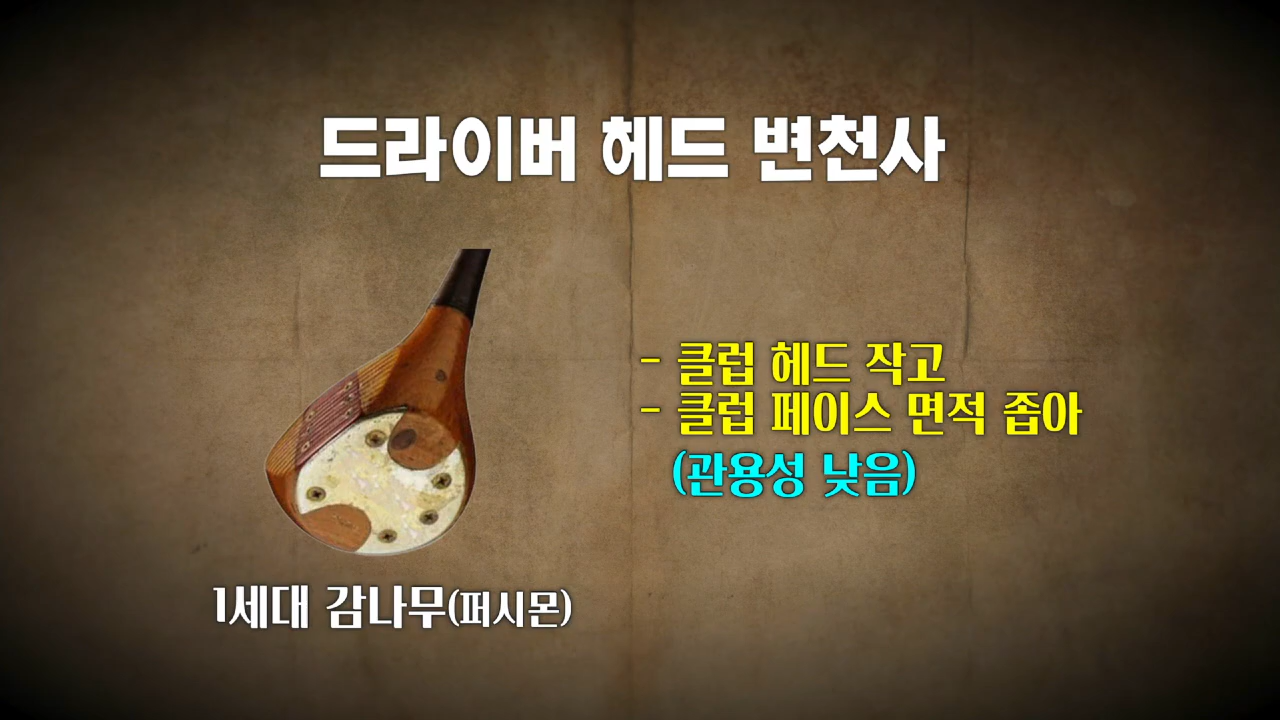 드라이버 헤드 변천사
- 클럽 헤드 작고
- 클럽 페이스 면적 좁아
(관용성 낮음)
1세대 감나무(퍼시몬)